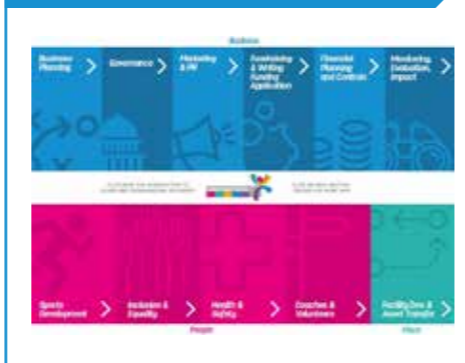 Business
Business
Planning
Governance
Marketing
& PR
Fundraising
& Writing
Funding
Application
Financial
Planning
and Controls
Monitoring,
Evaluation,
Impact
Sports
Development
Inclusion &
Equality
Health &
Safety
Coaches &
Volunteers
Facility Dev &
Asset Transfer
People
Place